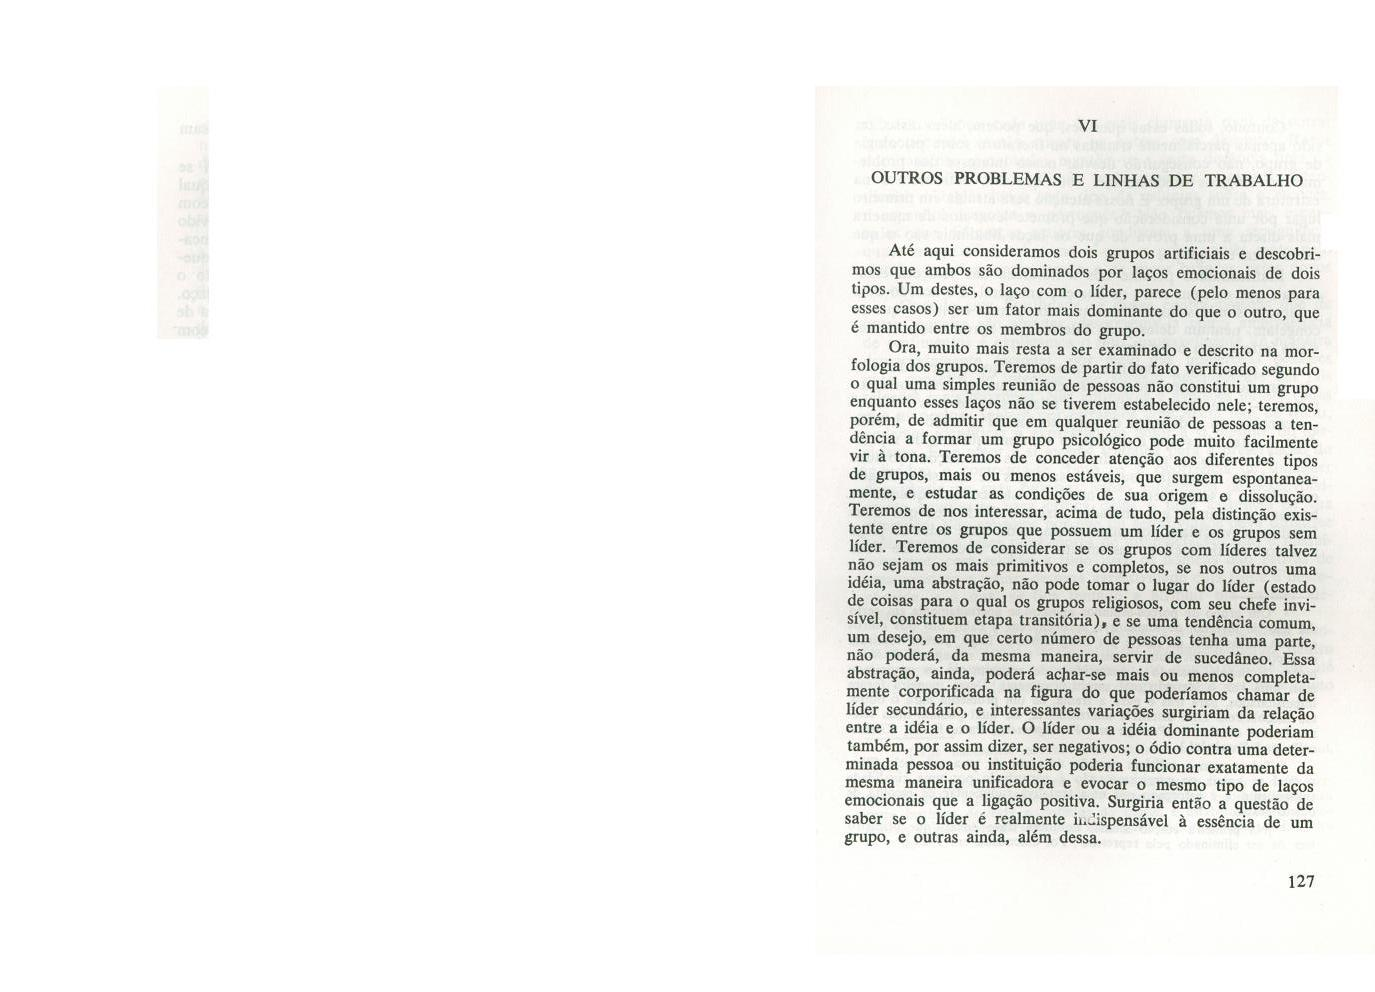 VI
OUTROS PROBLEMAS E LINHAS DE TRABALHO
Até aqui consideramos dois grupos artificiais e descobri-
mos que ambos são dominados por laços emocionais de dois
tipos. Um destes, o laço com o líder, parece (pelo menos para
esses casos) ser um fator mais dominante do que o outro, que
é mantido entre os membros do grupo.
Ora, muito mais resta a ser examinado e descrito na mor-
fologia dos grupos. Teremos de partir do fato verificado segundo
o qual uma simples reunião de pessoas não constitui um grupo
enquanto esses laços não se tiverem estabelecido nele; teremos,
porém, de admitir que em qualquer reunião de pessoas a ten-
dência a formar um grupo psicológico pode muito facilmente
vir à tona. Teremos de conceder atenção aos diferentes tipos
de grupos, mais ou menos estáveis, que surgem espontanea-
mente, e estudar as condições de sua origem e dissolução.
Teremos de nos interessar, acima de tudo, pela distinção exis-
tente entre os grupos que possuem um líder e os grupos sem
líder. Teremos de considerar se os grupos com líderes talvez
não sejam os mais primitivos e completos, se nos outros uma
idéia, uma abstração, não pode tomar o lugar do líder (estado
de coisas para o qual os grupos religiosos, com seu chefe invi-
sível, constituem etapa transitória), e se uma tendência comum,
um desejo, em que certo número de pessoas tenha uma parte,
não poderá, da mesma maneira, servir de sucedâneo. Essa
abstração, ainda, poderá achar-se mais ou menos completa-
mente corporificada na figura do que poderíamos chamar de
líder secundário, e interessantes variações surgiriam da relação
entre a idéia e o líder. O líder ou a idéia dominante poderiam
também, por assim dizer, ser negativos; o ódio contra uma deter-
minada pessoa ou instituição poderia funcionar exatamente da
mesma maneira unificadora e evocar o mesmo tipo de laços
emocionais que a ligação positiva. Surgiria então a questão de
saber se o líder é realmente indispensável à essência de um
grupo, e outras ainda, além dessa.
127